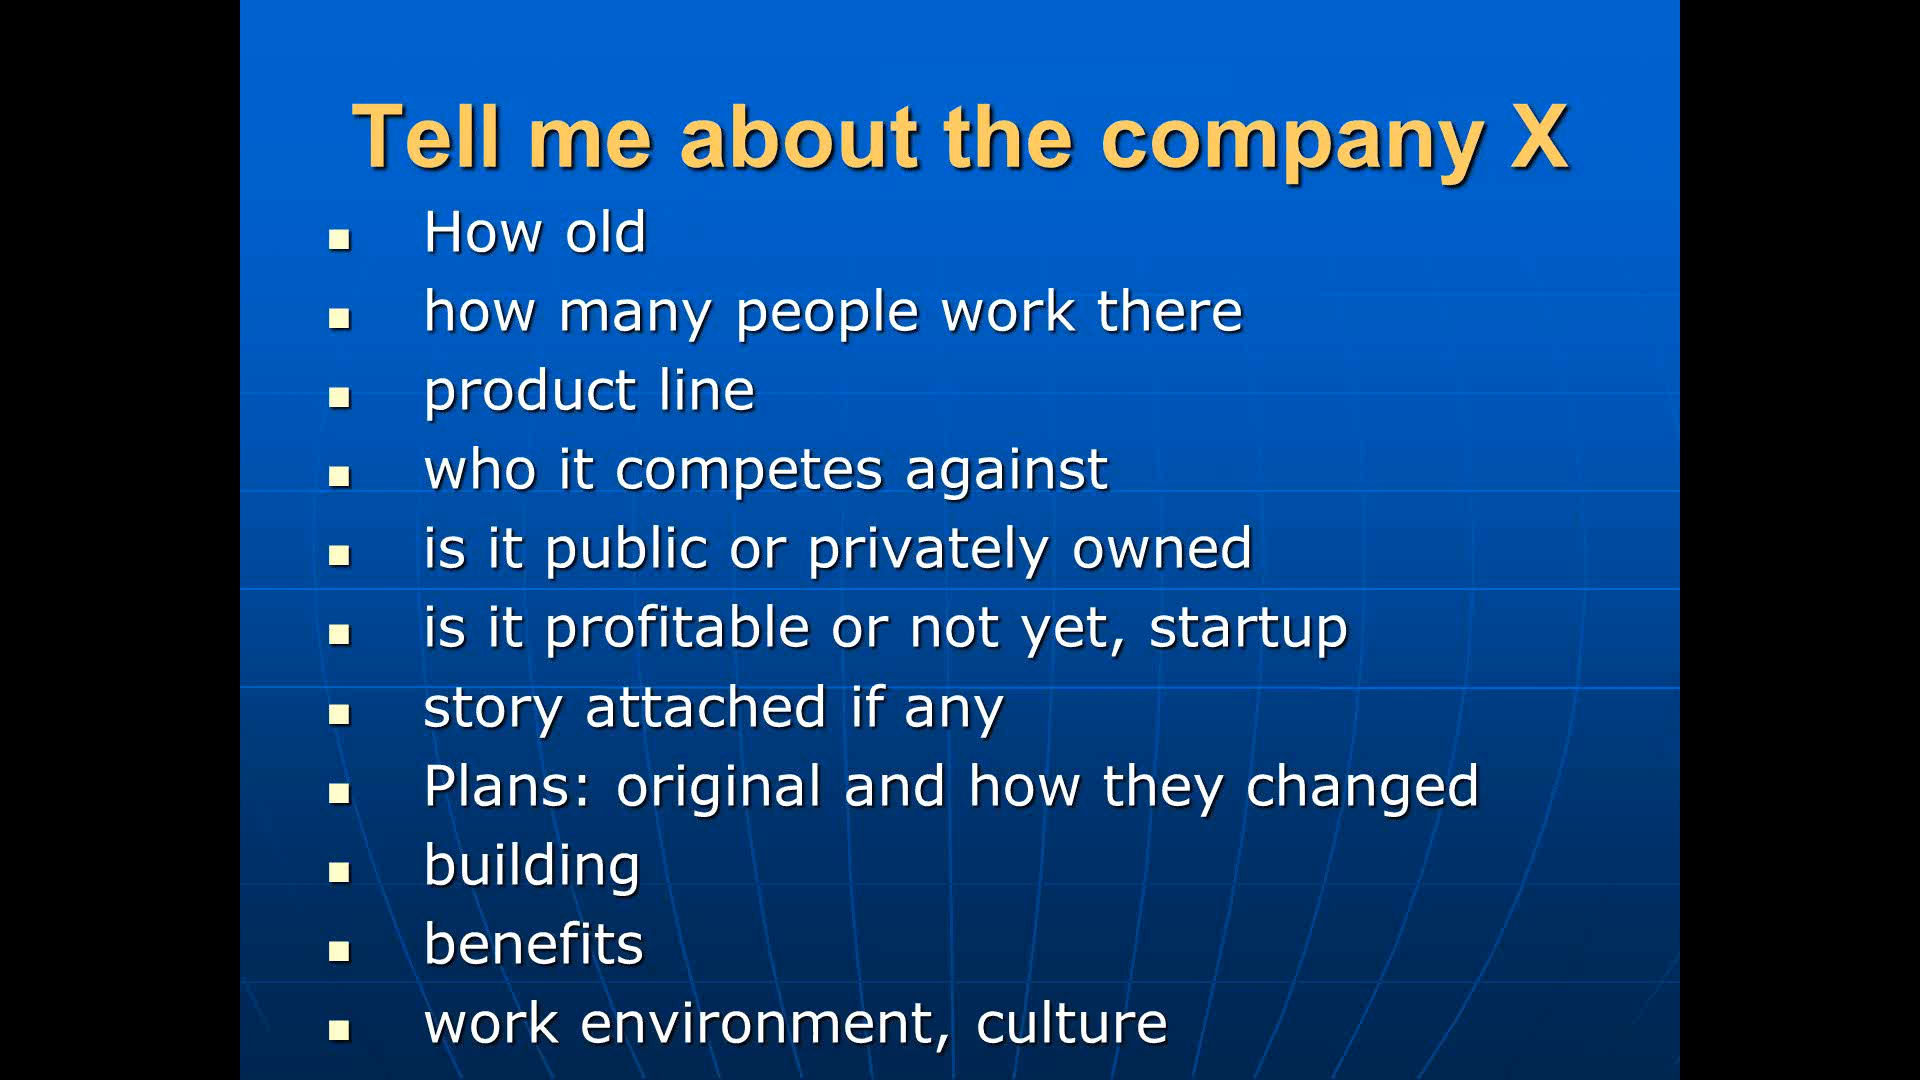 Tell me about the company X
How old
how many people work there
product line
who it competes against
is it public or privately owned
is it profitable or not yet, startup
story attached if any
Plans: original and how they changed
building
benefits
work environment, culture